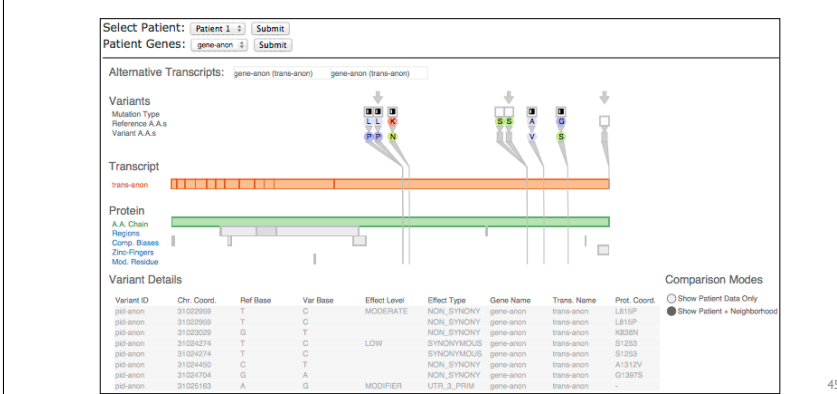 Select Patient: Patient 1 Submit
Patient Genes: gene-anon Submit
Alternative Transcripts: gene-anon (trans-anon) gene-anon (trans-anon)
Variants
Mutation Type
Reference A.A.s L L K S S A G
Variant A.A.s P P N V S
Transcript
trans-anon
Protein
A.A. Chain
Regions
Comp. Biases
Zinc-Fingers
Mod. Residue
Variant Details
Comparison Modes
Variant ID Chr. Coord. Ref Base Var Base Effect Level Effect Type Gene Name Trans. Name Prot. Coord.
pid-anon 31022959 T C MODERATE NON_SYNONY gene-anon trans-anon L815P
pid-anon 31022959 T C NON_SYNONY gene-anon trans-anon L815P
pid-anon 31023029 G T NON_SYNONY gene-anon trans-anon K838N
pid-anon 31024274 T C LOW SYNONYMOUS gene-anon trans-anon S1253
pid-anon 31024274 T C SYNONYMOUS gene-anon trans-anon S1253
pid-anon 31024450 C T NON_SYNONY gene-anon trans-anon A1312V
pid-anon 31024704 G A NON_SYNONY gene-anon trans-anon G1397S
pid-anon 31025163 A G MODIFIER UTR_3_PRIM gene-anon trans-anon -
Show Patient Data Only
Show Patient + Neighborhood
45